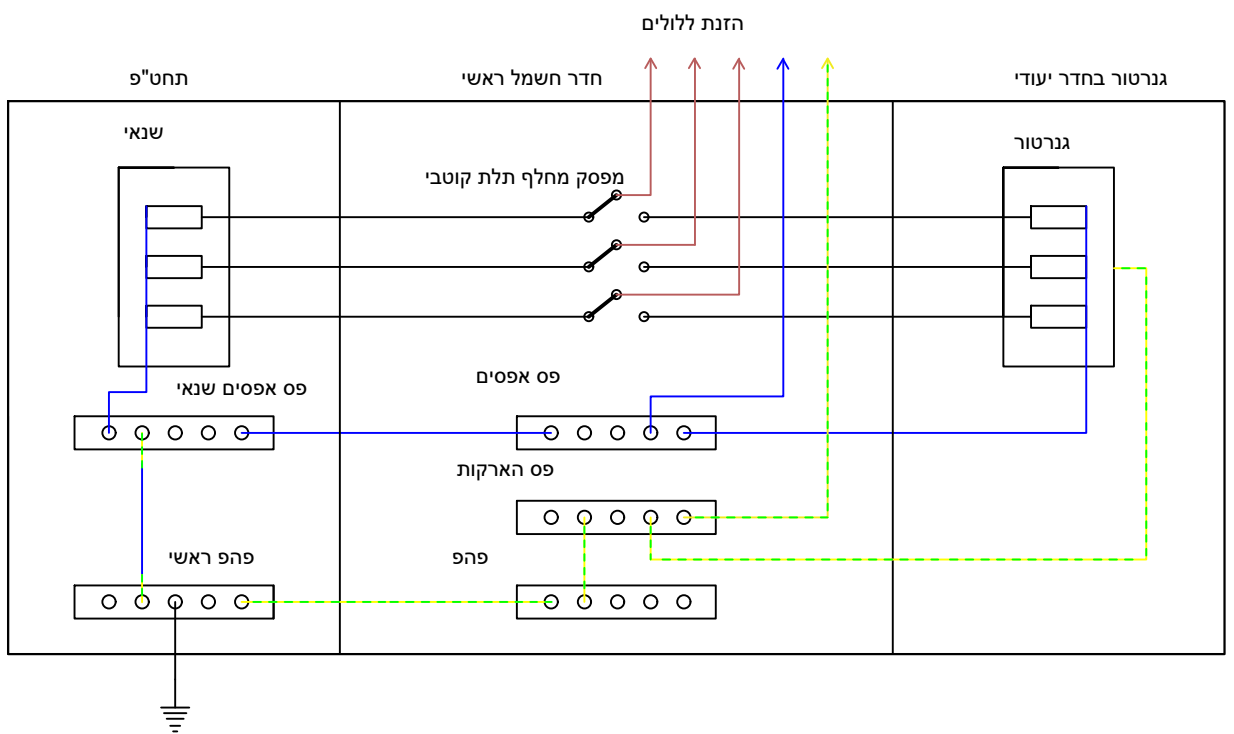 הזנת ללולים
תחט"פ
חדר חשמל ראשי
גנרטור בחדר יעודי
שנאי
גנרטור
מפסק מחלף תלת קוטבי
פס אפסים שנאי
פס אפסים
פס הארקות
פהפ ראשי
פהפ